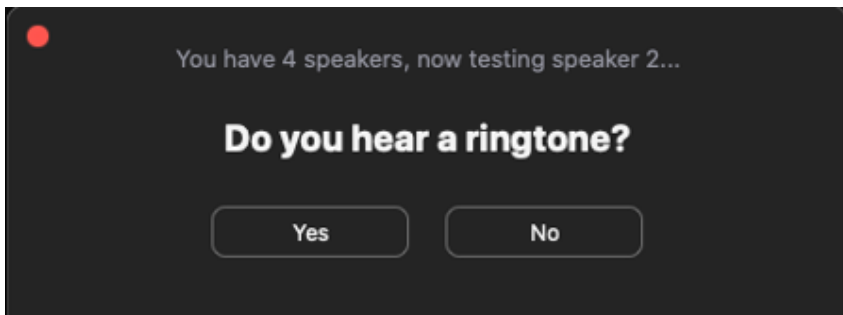 You have 4 speakers, now testing speaker 2...
Do you hear a ringtone?
Yes No